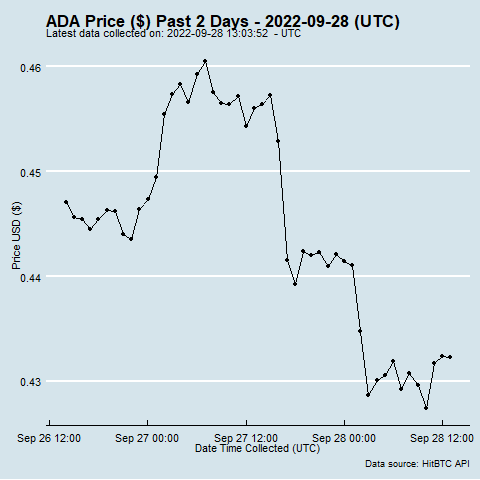 ADA Price ($) Past 2 Days - 2022-09-28 (UTC)
Latest data collected on: 2022-09-28 13:03:52 - UTC
0.46
0.45
0.44
0.43
Price USD ($)
Sep 26 12:00
Sep 27 00:00
Sep 27 12:00
Sep 28 00:00
Sep 28 12:00
Date Time Collected (UTC)
Data source: HitBTC API